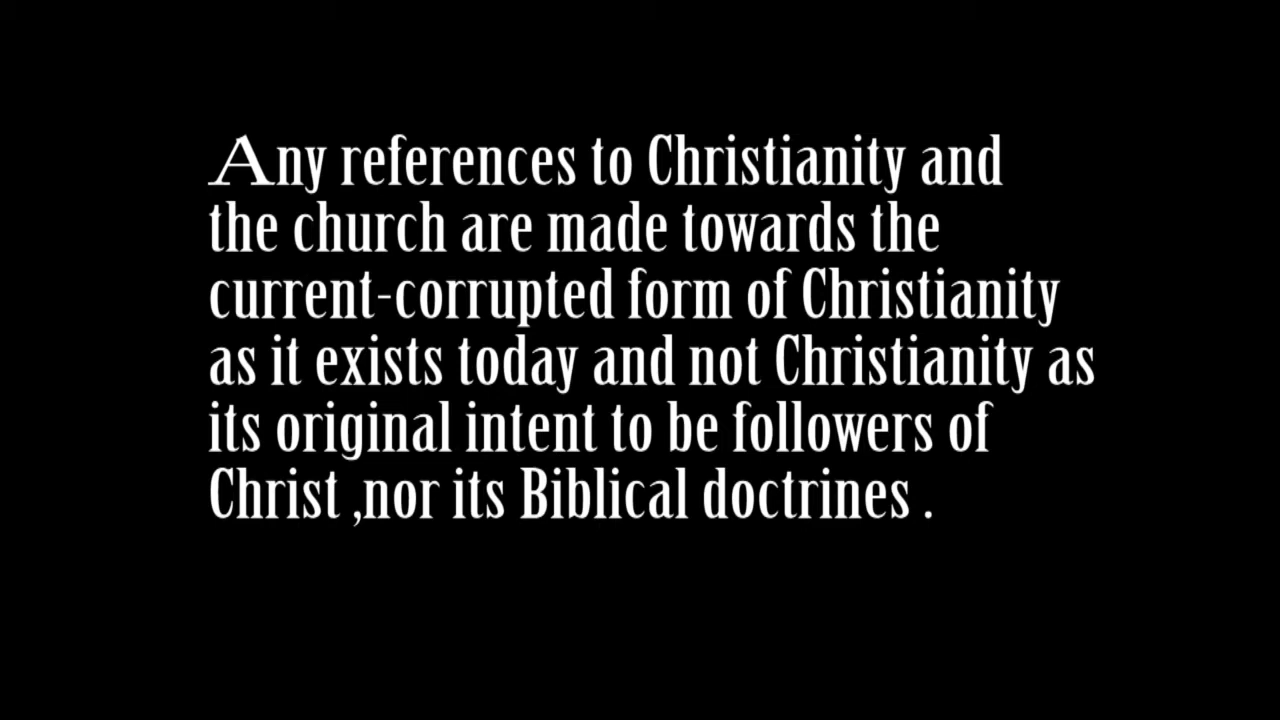 Any references to Christianity and
the church are made towards the
current-corrupted form of Christianity
as it exists today and not Christianity as
its original intent to be followers of
Christ ,nor its Biblical doctrines .